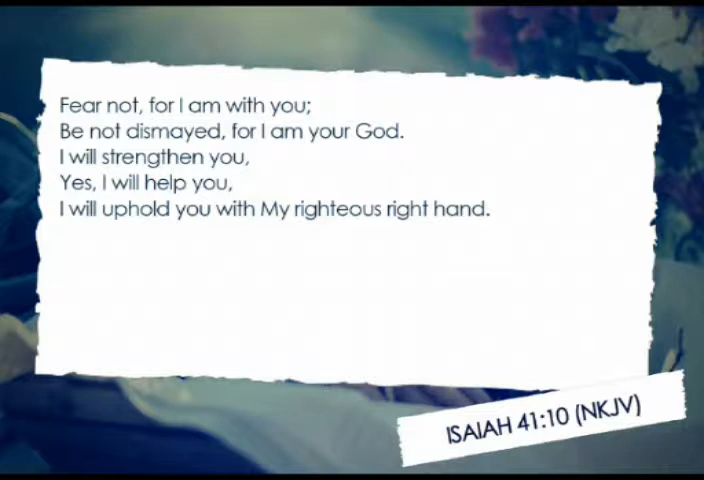 Fear not, for I am with you;
Be not dismayed, for I am your God.
I will strengthen you,
Yes, I will help you,
I will uphold you with My righteous right hand.
ISAIAH 41:10 (NKJV)